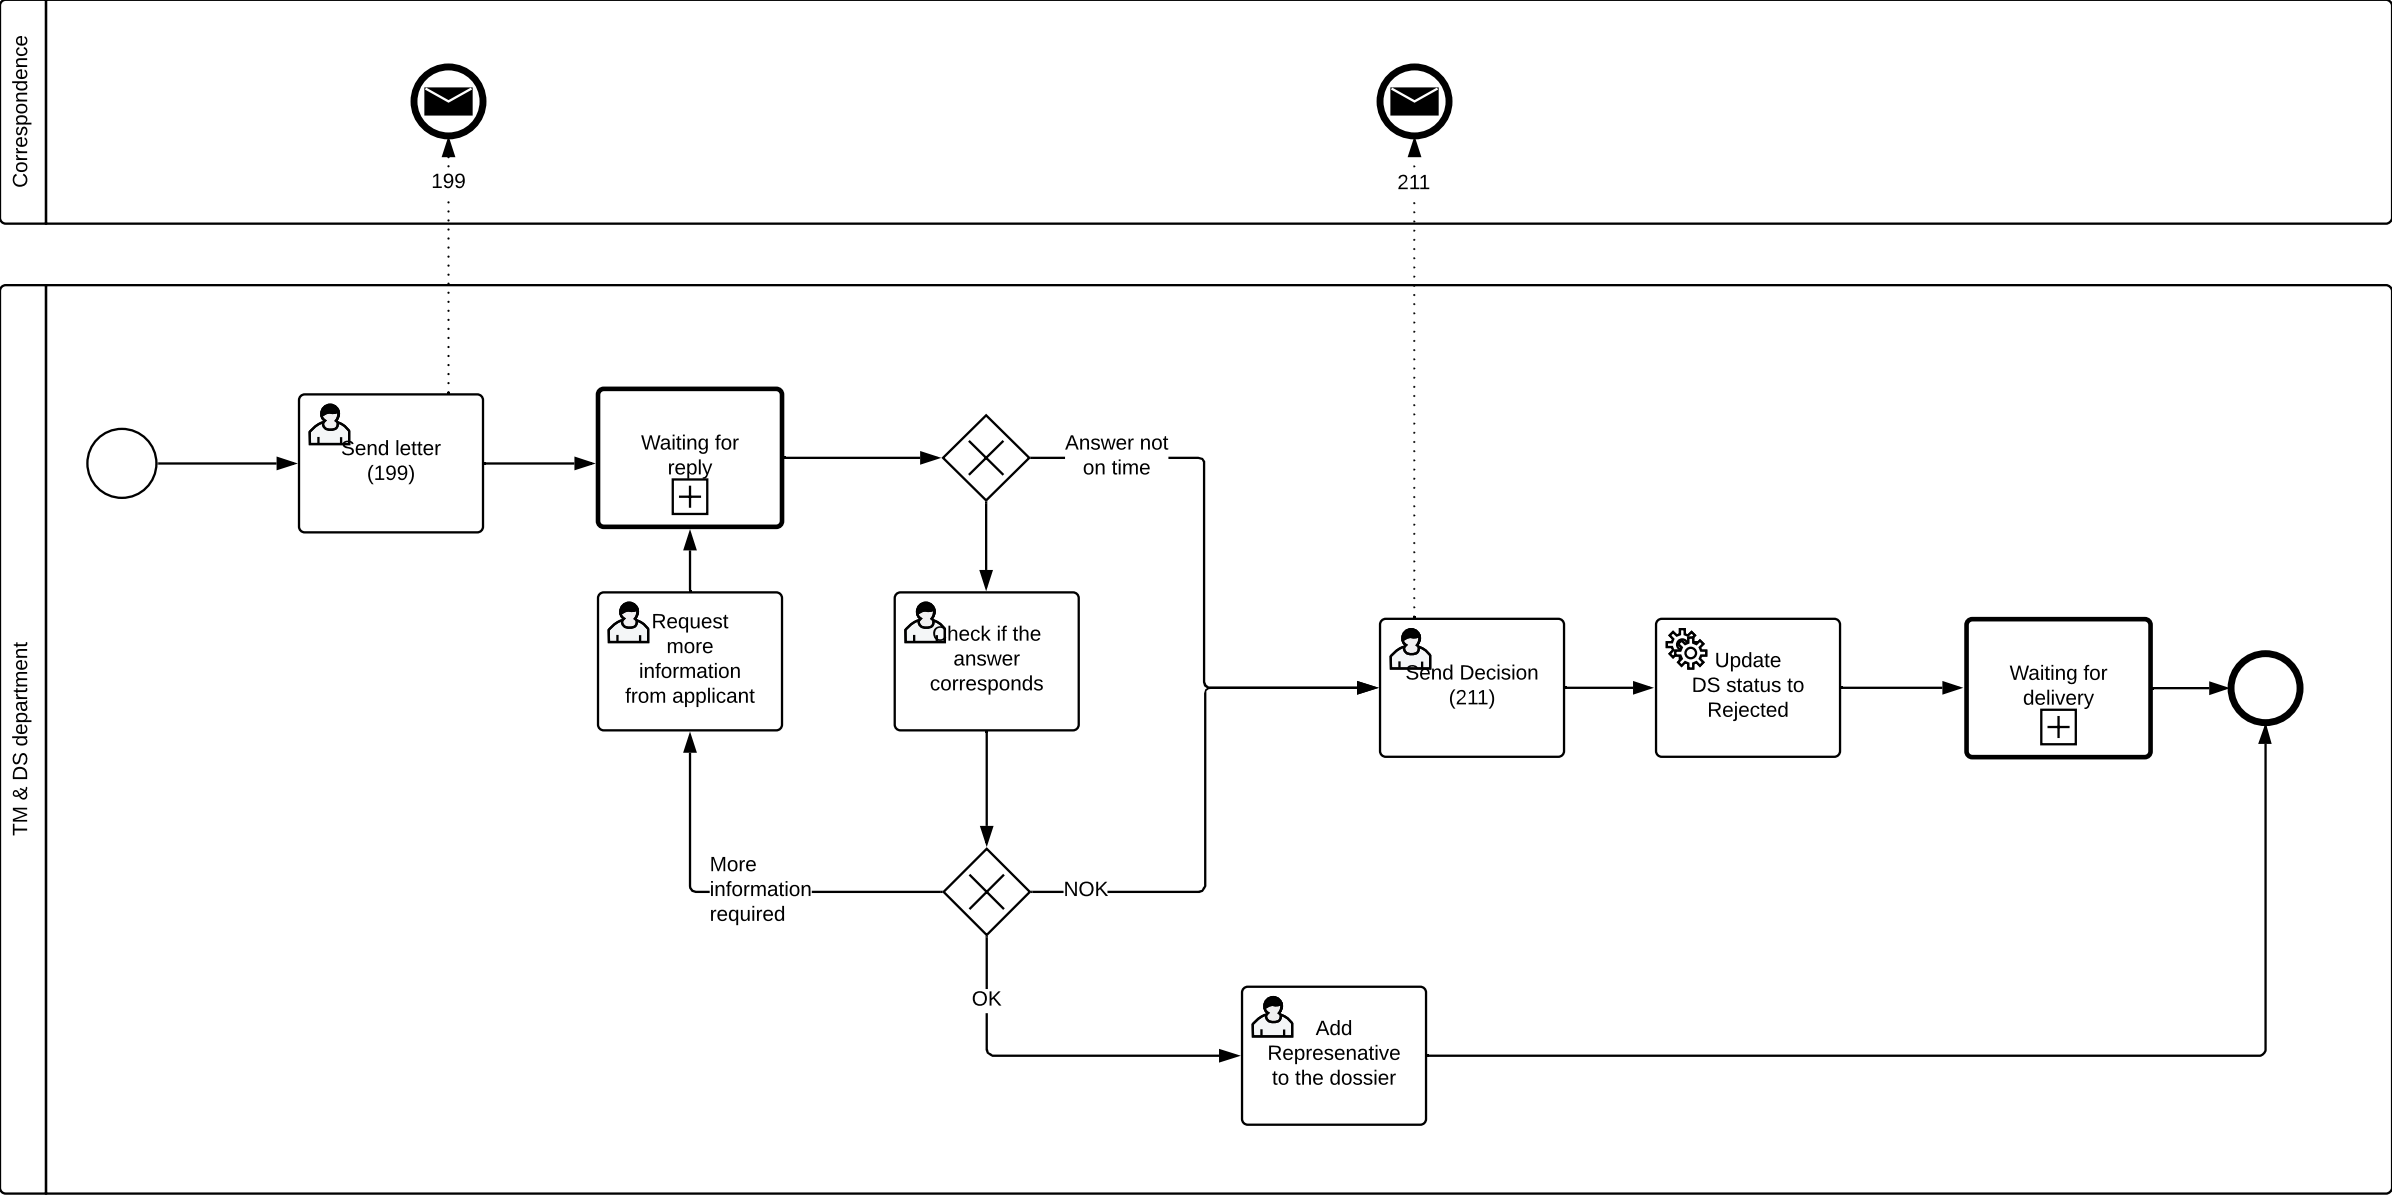 Correspondence
199
211
TM & DS department
Send letter
(199)
Waiting for
reply
Answer not
on time
Request
more
information
from applicant
Check if the
answer
corresponds
Send Decision
(211)
Update
DS status to
Rejected
Waiting for
delivery
More
information
required
NOK
OK
Add
Represenative
to the dossier